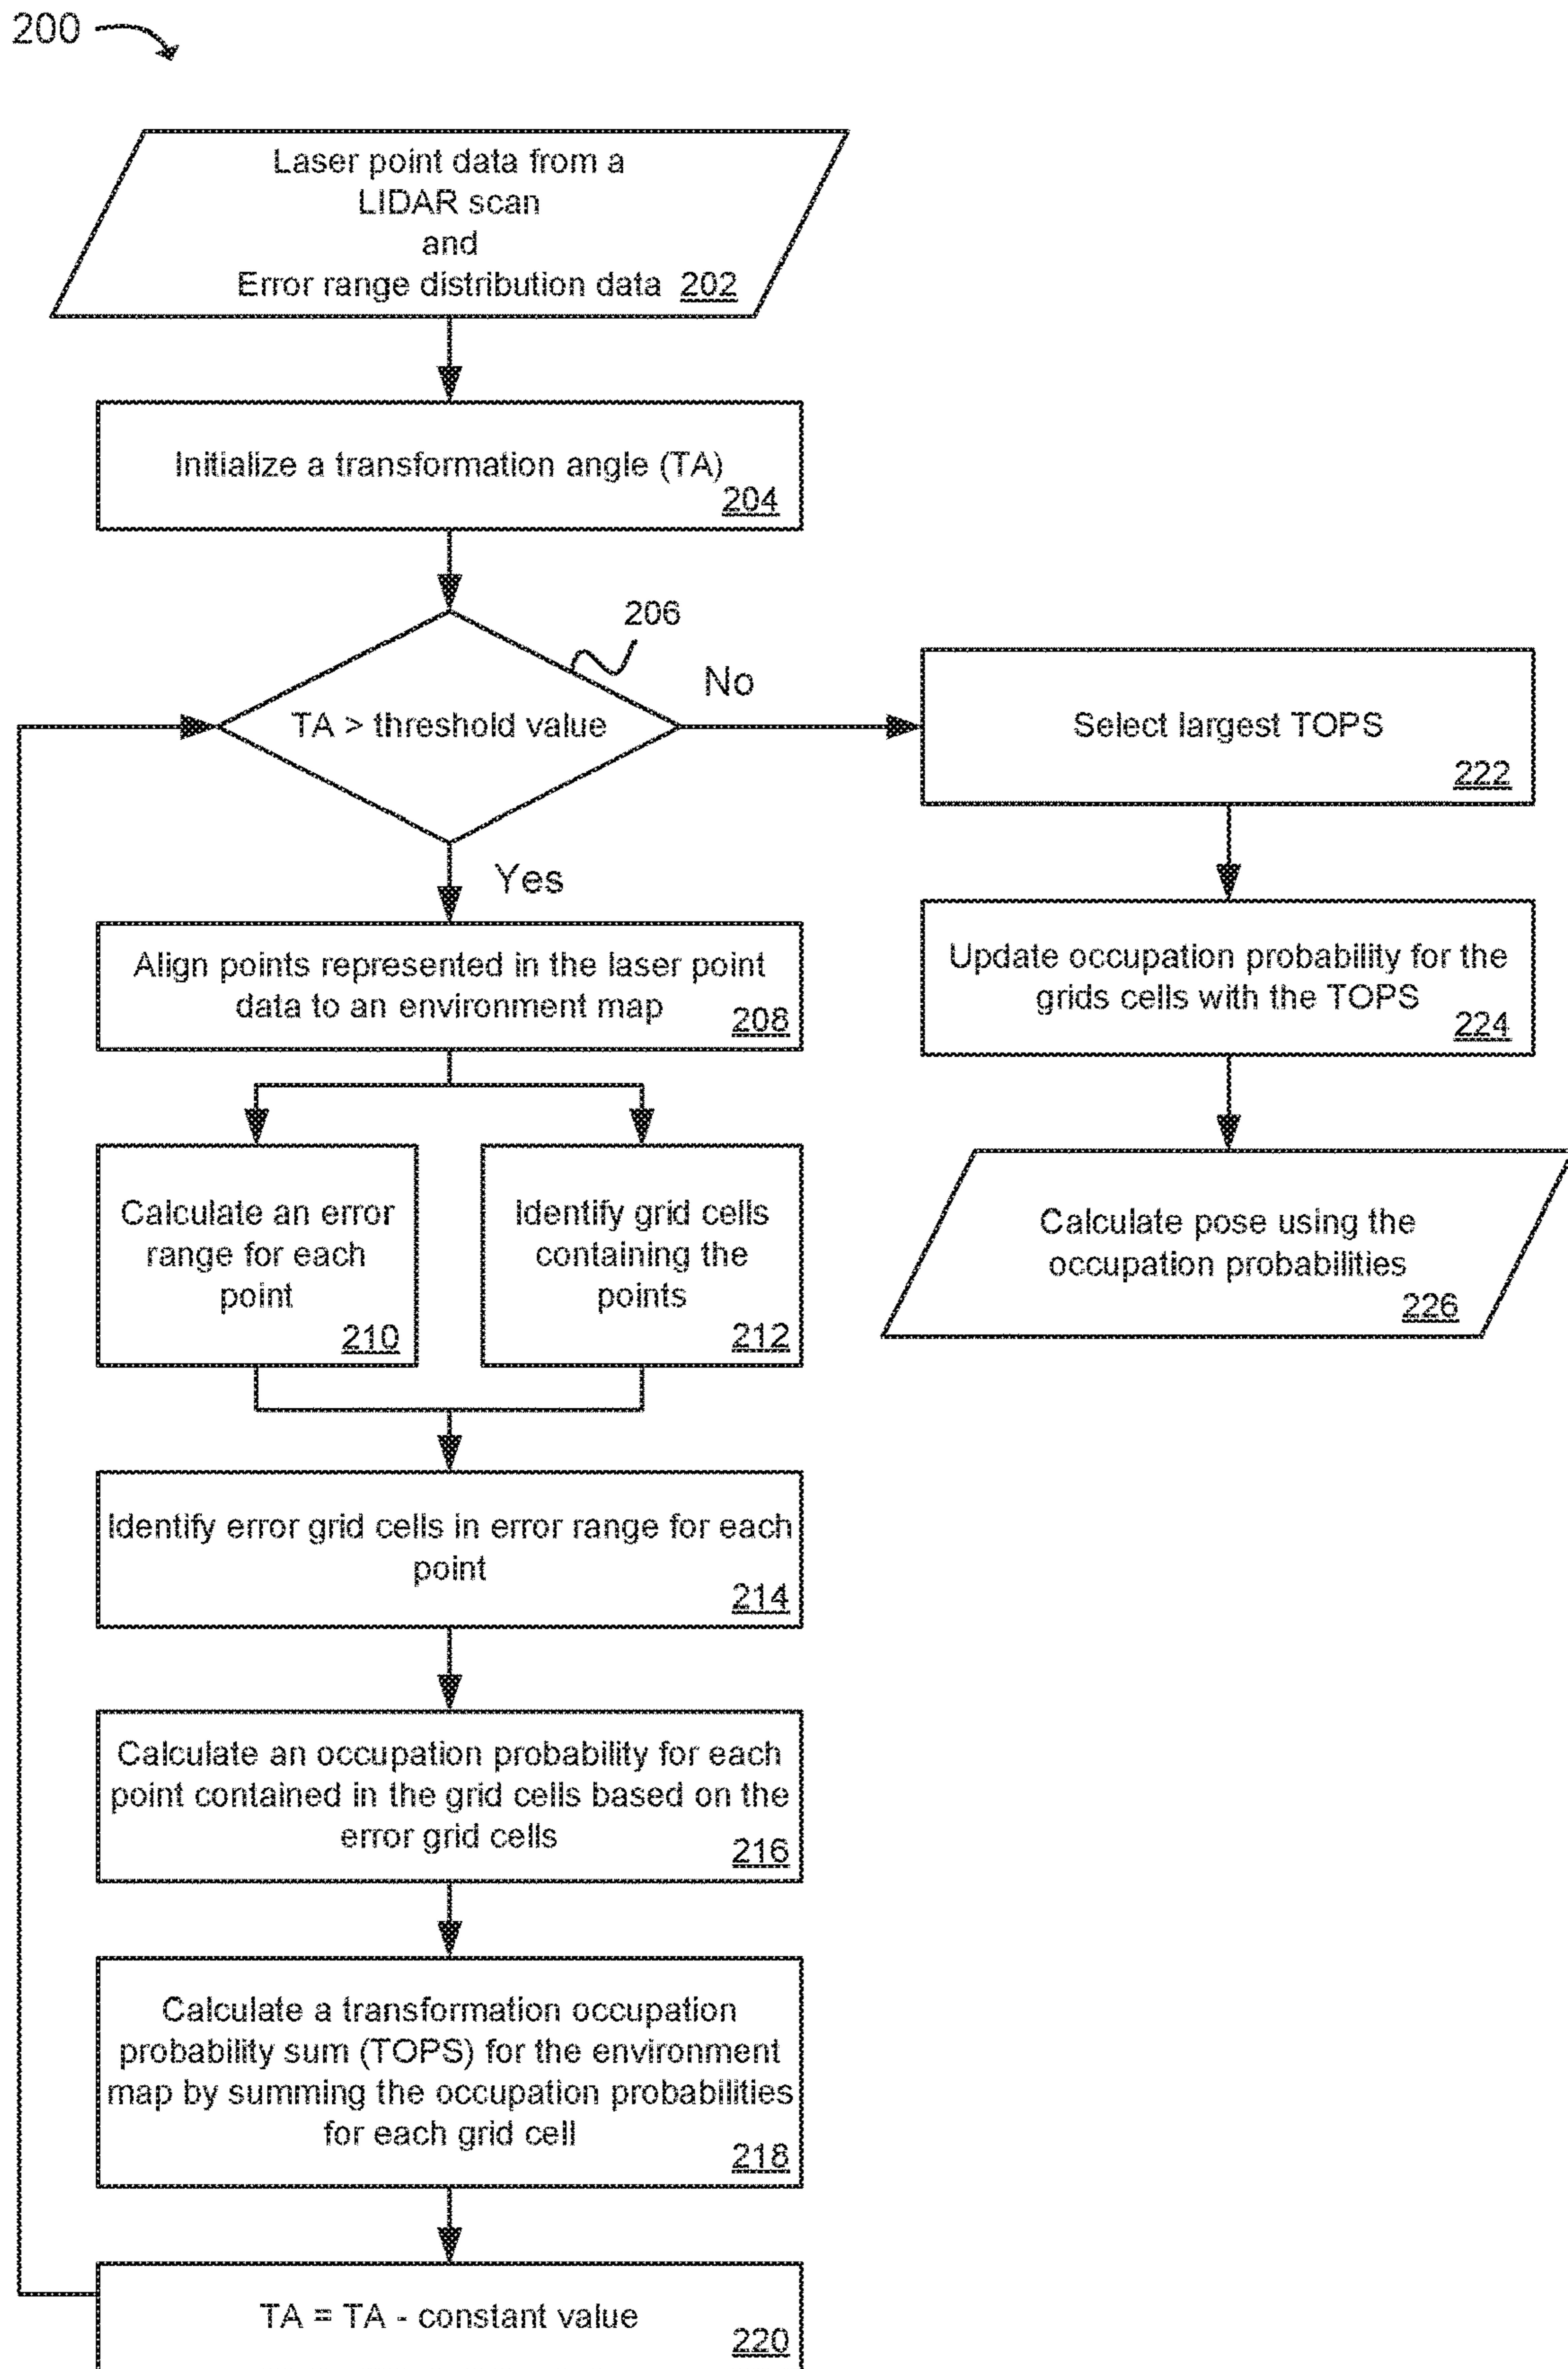 200
Laser point data from a
LIDAR scan
and
Error range distribution data 202
Initialize a transformation angle (TA)
204
206
TA > threshold value
No
Yes
Select largest TOPS
222
Update occupation probability for the
grids cells with the TOPS
224
Calculate pose using the
occupation probabilities
226
Align points represented in the laser point
data to an environment map
208
Calculate an error
range for each
point
210
Identify grid cells
containing the
points
212
Identify error grid cells in error range for each
point
214
Calculate an occupation probability for each
point contained in the grid cells based on the
error grid cells
216
Calculate a transformation occupation
probability sum (TOPS) for the environment
map by summing the occupation probabilities
for each grid cell
218
TA = TA - constant value
220